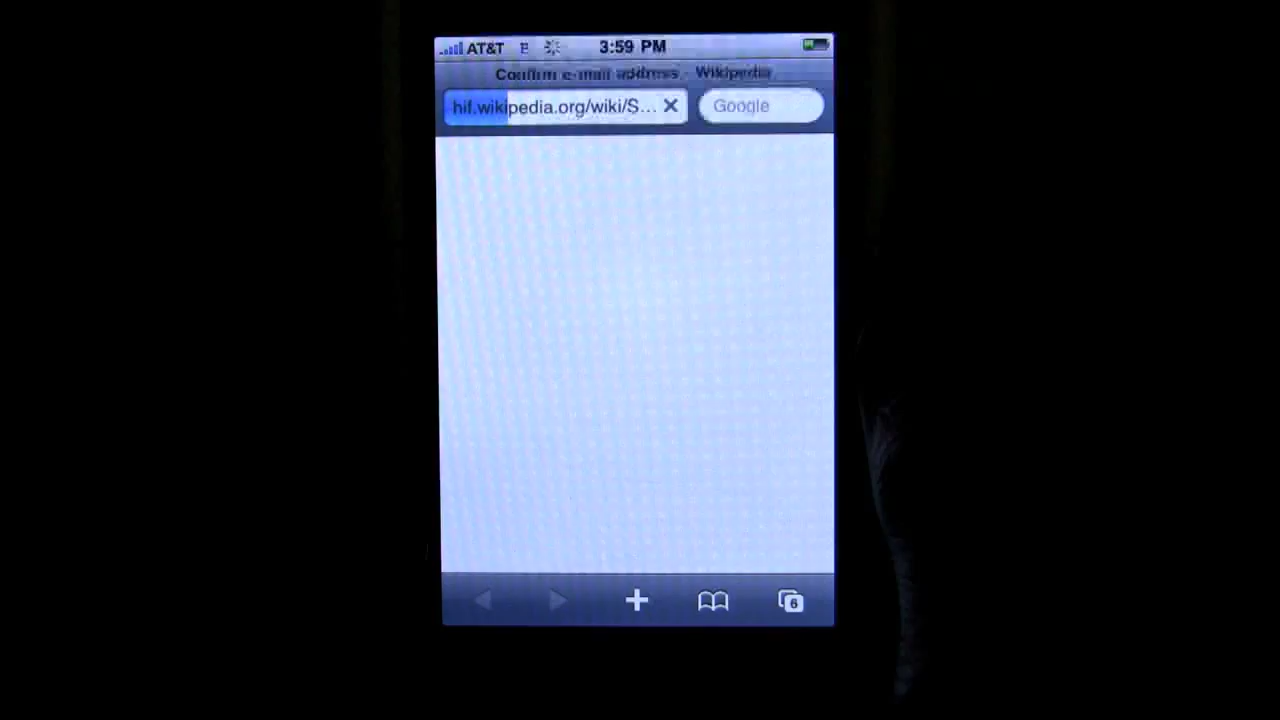 AT&T E 3:59 PM
Confirm e-mail address - Wikipedia
hif.wikipedia.org/wiki/S... Google
6